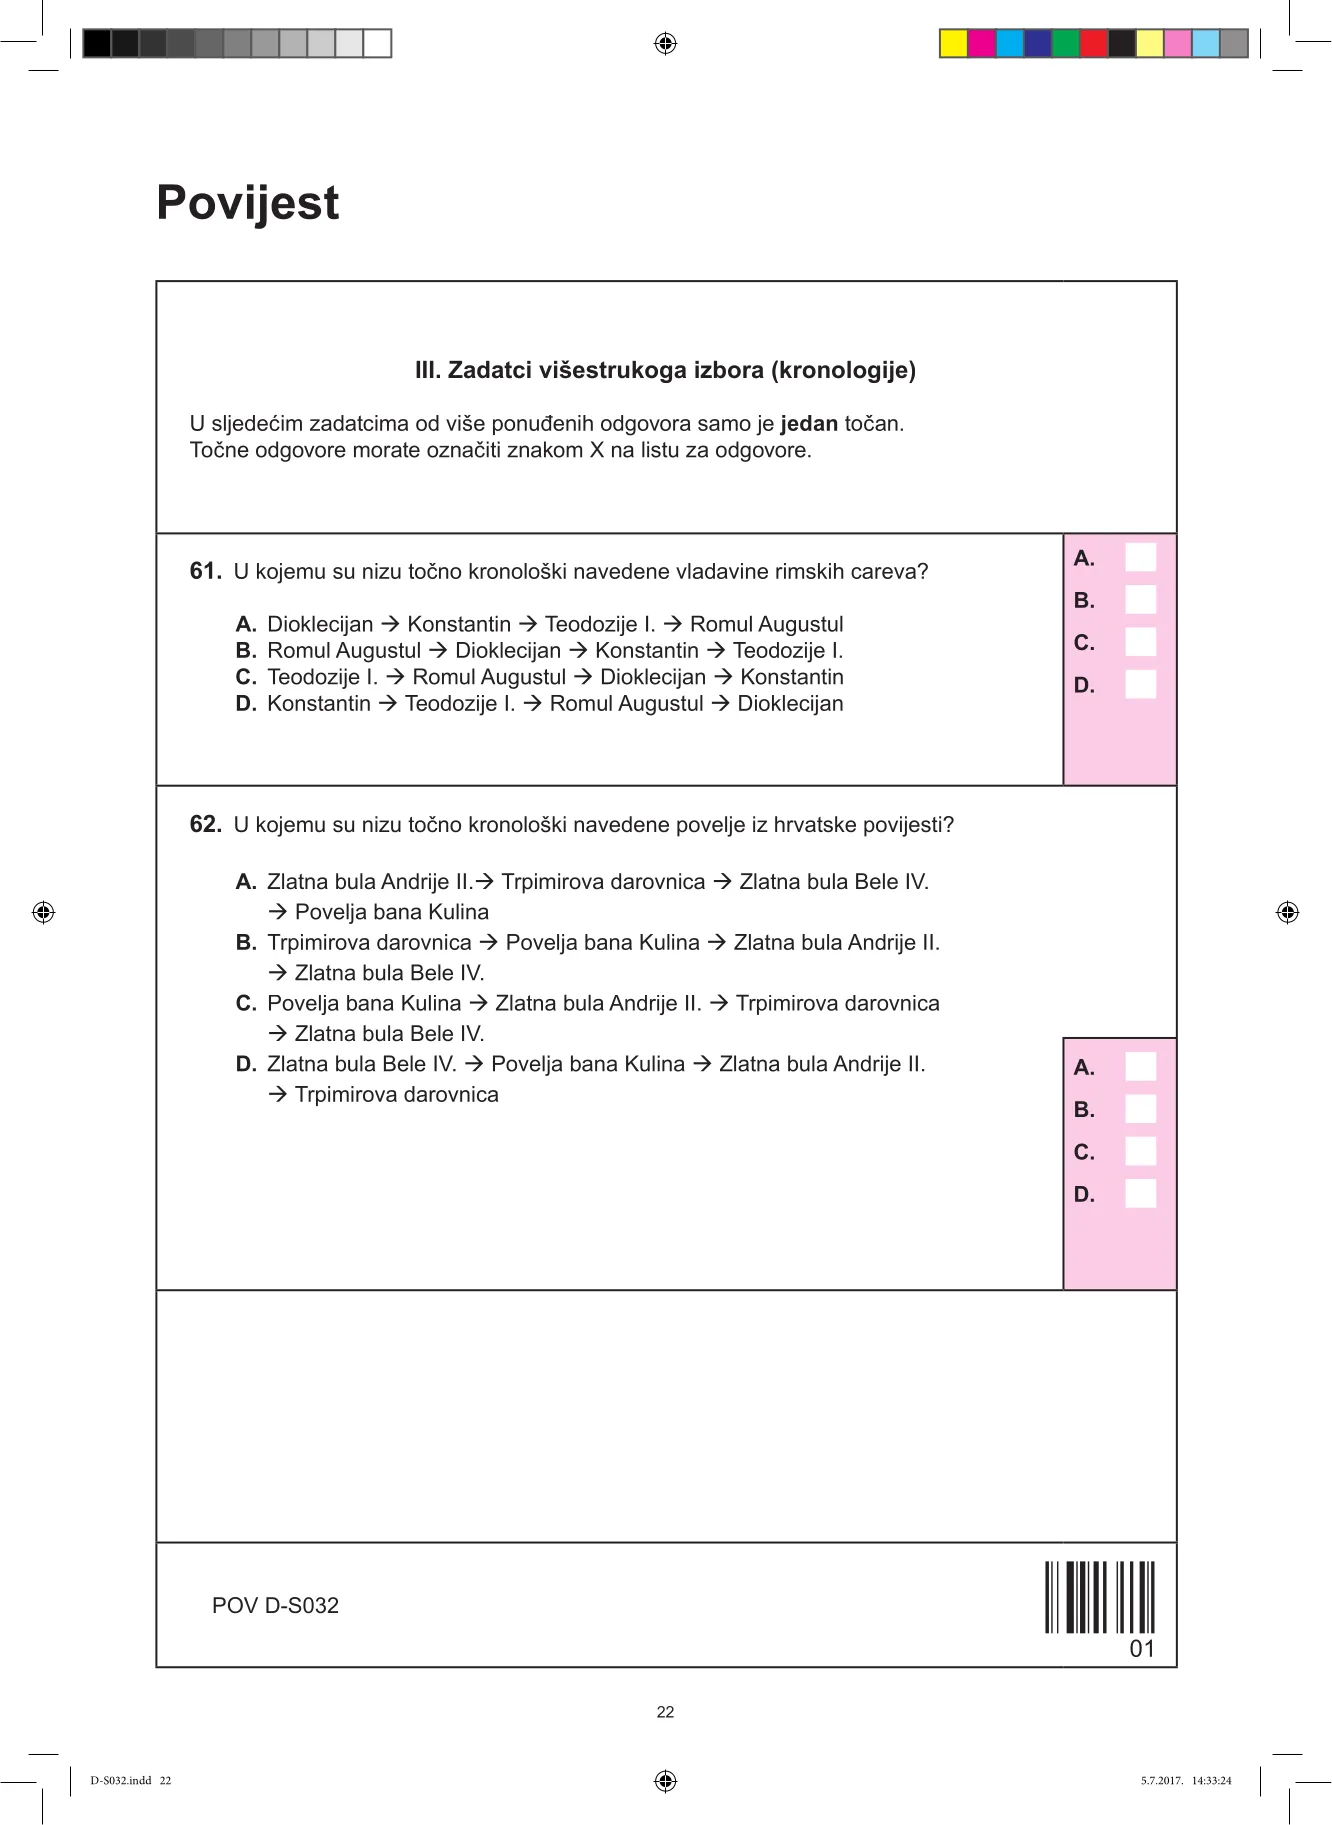 Povijest
III. Zadatci višestrukoga izbora (kronologije)
U sljedećim zadatcima od više ponuđenih odgovora samo je jedan točan.
Točne odgovore morate označiti znakom X na listu za odgovore.
61. U kojemu su nizu točno kronološki navedene vladavine rimskih careva?
A. Dioklecijan → Konstantin → Teodozije I. → Romul Augustul
B. Romul Augustul → Dioklecijan → Konstantin → Teodozije I.
C. Teodozije I. → Romul Augustul → Dioklecijan → Konstantin
D. Konstantin → Teodozije I. → Romul Augustul → Dioklecijan
A.
B.
C.
D.
62. U kojemu su nizu točno kronološki navedene povelje iz hrvatske povijesti?
A. Zlatna bula Andrije II.→ Trpimirova darovnica → Zlatna bula Bele IV.
→ Povelja bana Kulina
B. Trpimirova darovnica → Povelja bana Kulina → Zlatna bula Andrije II.
→ Zlatna bula Bele IV.
C. Povelja bana Kulina → Zlatna bula Andrije II. → Trpimirova darovnica
→ Zlatna bula Bele IV.
D. Zlatna bula Bele IV. → Povelja bana Kulina → Zlatna bula Andrije II.
→ Trpimirova darovnica
A.
B.
C.
D.
POV D-S032
01
22
D-S032.indd 22
5.7.2017. 14:33:24